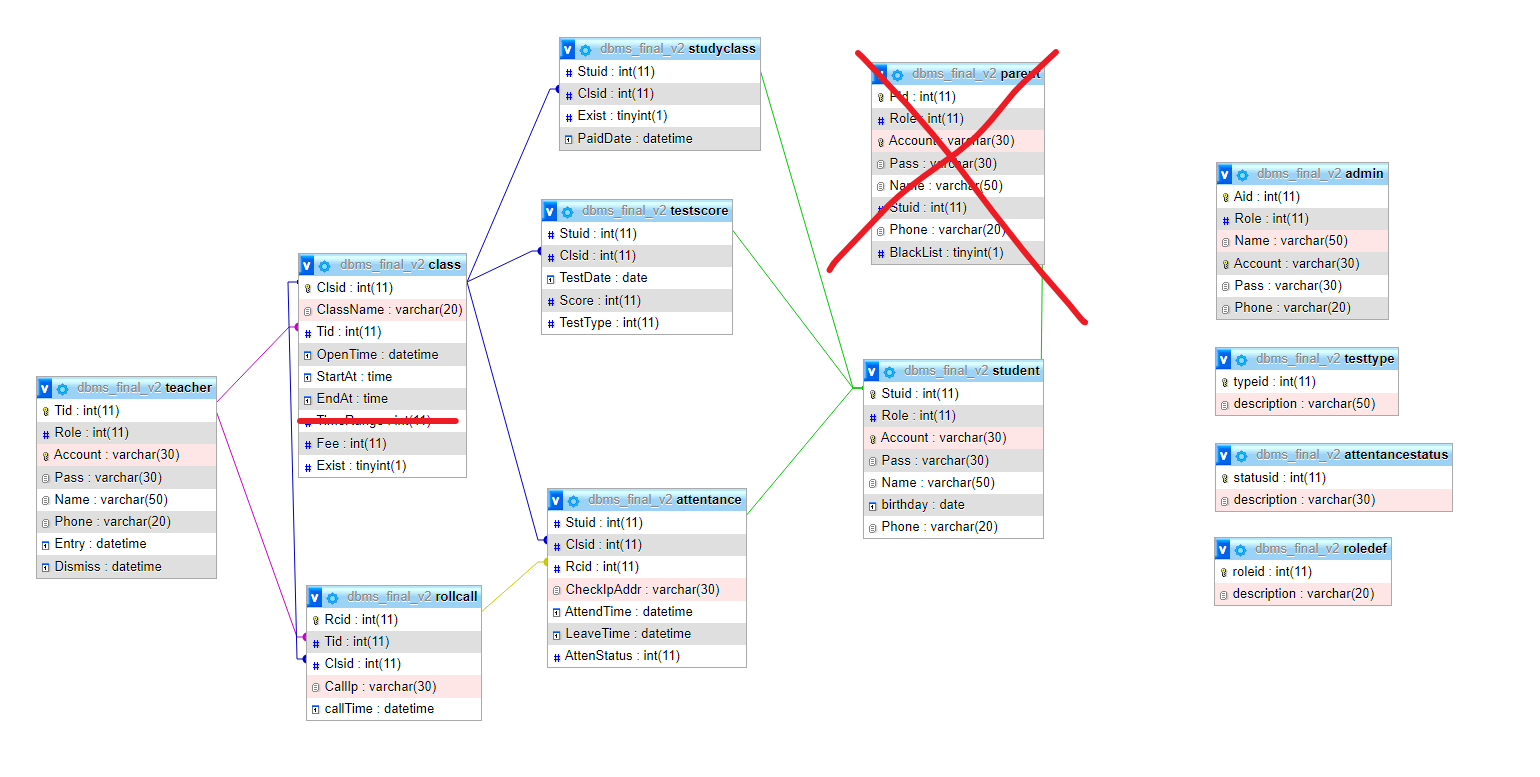 dbms_final_v2 studyclass
Stuid : int(11)
Clsid : int(11)
Exist : tinyint(1)
PaidDate : datetime
dbms_final_v2 parent
Pid : int(11)
Role : int(11)
Account : varchar(30)
Pass : varchar(30)
Name : varchar(50)
Stuid : int(11)
Phone : varchar(20)
BlackList : tinyint(1)
dbms_final_v2 admin
Aid : int(11)
Role : int(11)
Name : varchar(50)
Account : varchar(30)
Pass : varchar(30)
Phone : varchar(20)
dbms_final_v2 testscore
Stuid : int(11)
Clsid : int(11)
TestDate : date
Score : int(11)
TestType : int(11)
dbms_final_v2 class
Clsid : int(11)
ClassName : varchar(20)
Tid : int(11)
OpenTime : datetime
StartAt : time
EndAt : time
TimeRange : int(11)
Fee : int(11)
Exist : tinyint(1)
dbms_final_v2 teacher
Tid : int(11)
Role : int(11)
Account : varchar(30)
Pass : varchar(30)
Name : varchar(50)
Phone : varchar(20)
Entry : datetime
Dismiss : datetime
dbms_final_v2 student
Stuid : int(11)
Role : int(11)
Account : varchar(30)
Pass : varchar(30)
Name : varchar(50)
birthday : date
Phone : varchar(20)
dbms_final_v2 testtype
typeid : int(11)
description : varchar(50)
dbms_final_v2 attentancestatus
statusid : int(11)
description : varchar(30)
dbms_final_v2 attentance
Stuid : int(11)
Clsid : int(11)
Rcid : int(11)
CheckIpAddr : varchar(30)
AttendTime : datetime
LeaveTime : datetime
AttenStatus : int(11)
dbms_final_v2 roledef
roleid : int(11)
description : varchar(20)
dbms_final_v2 rollcall
Rcid : int(11)
Tid : int(11)
Clsid : int(11)
CallIp : varchar(30)
callTime : datetime